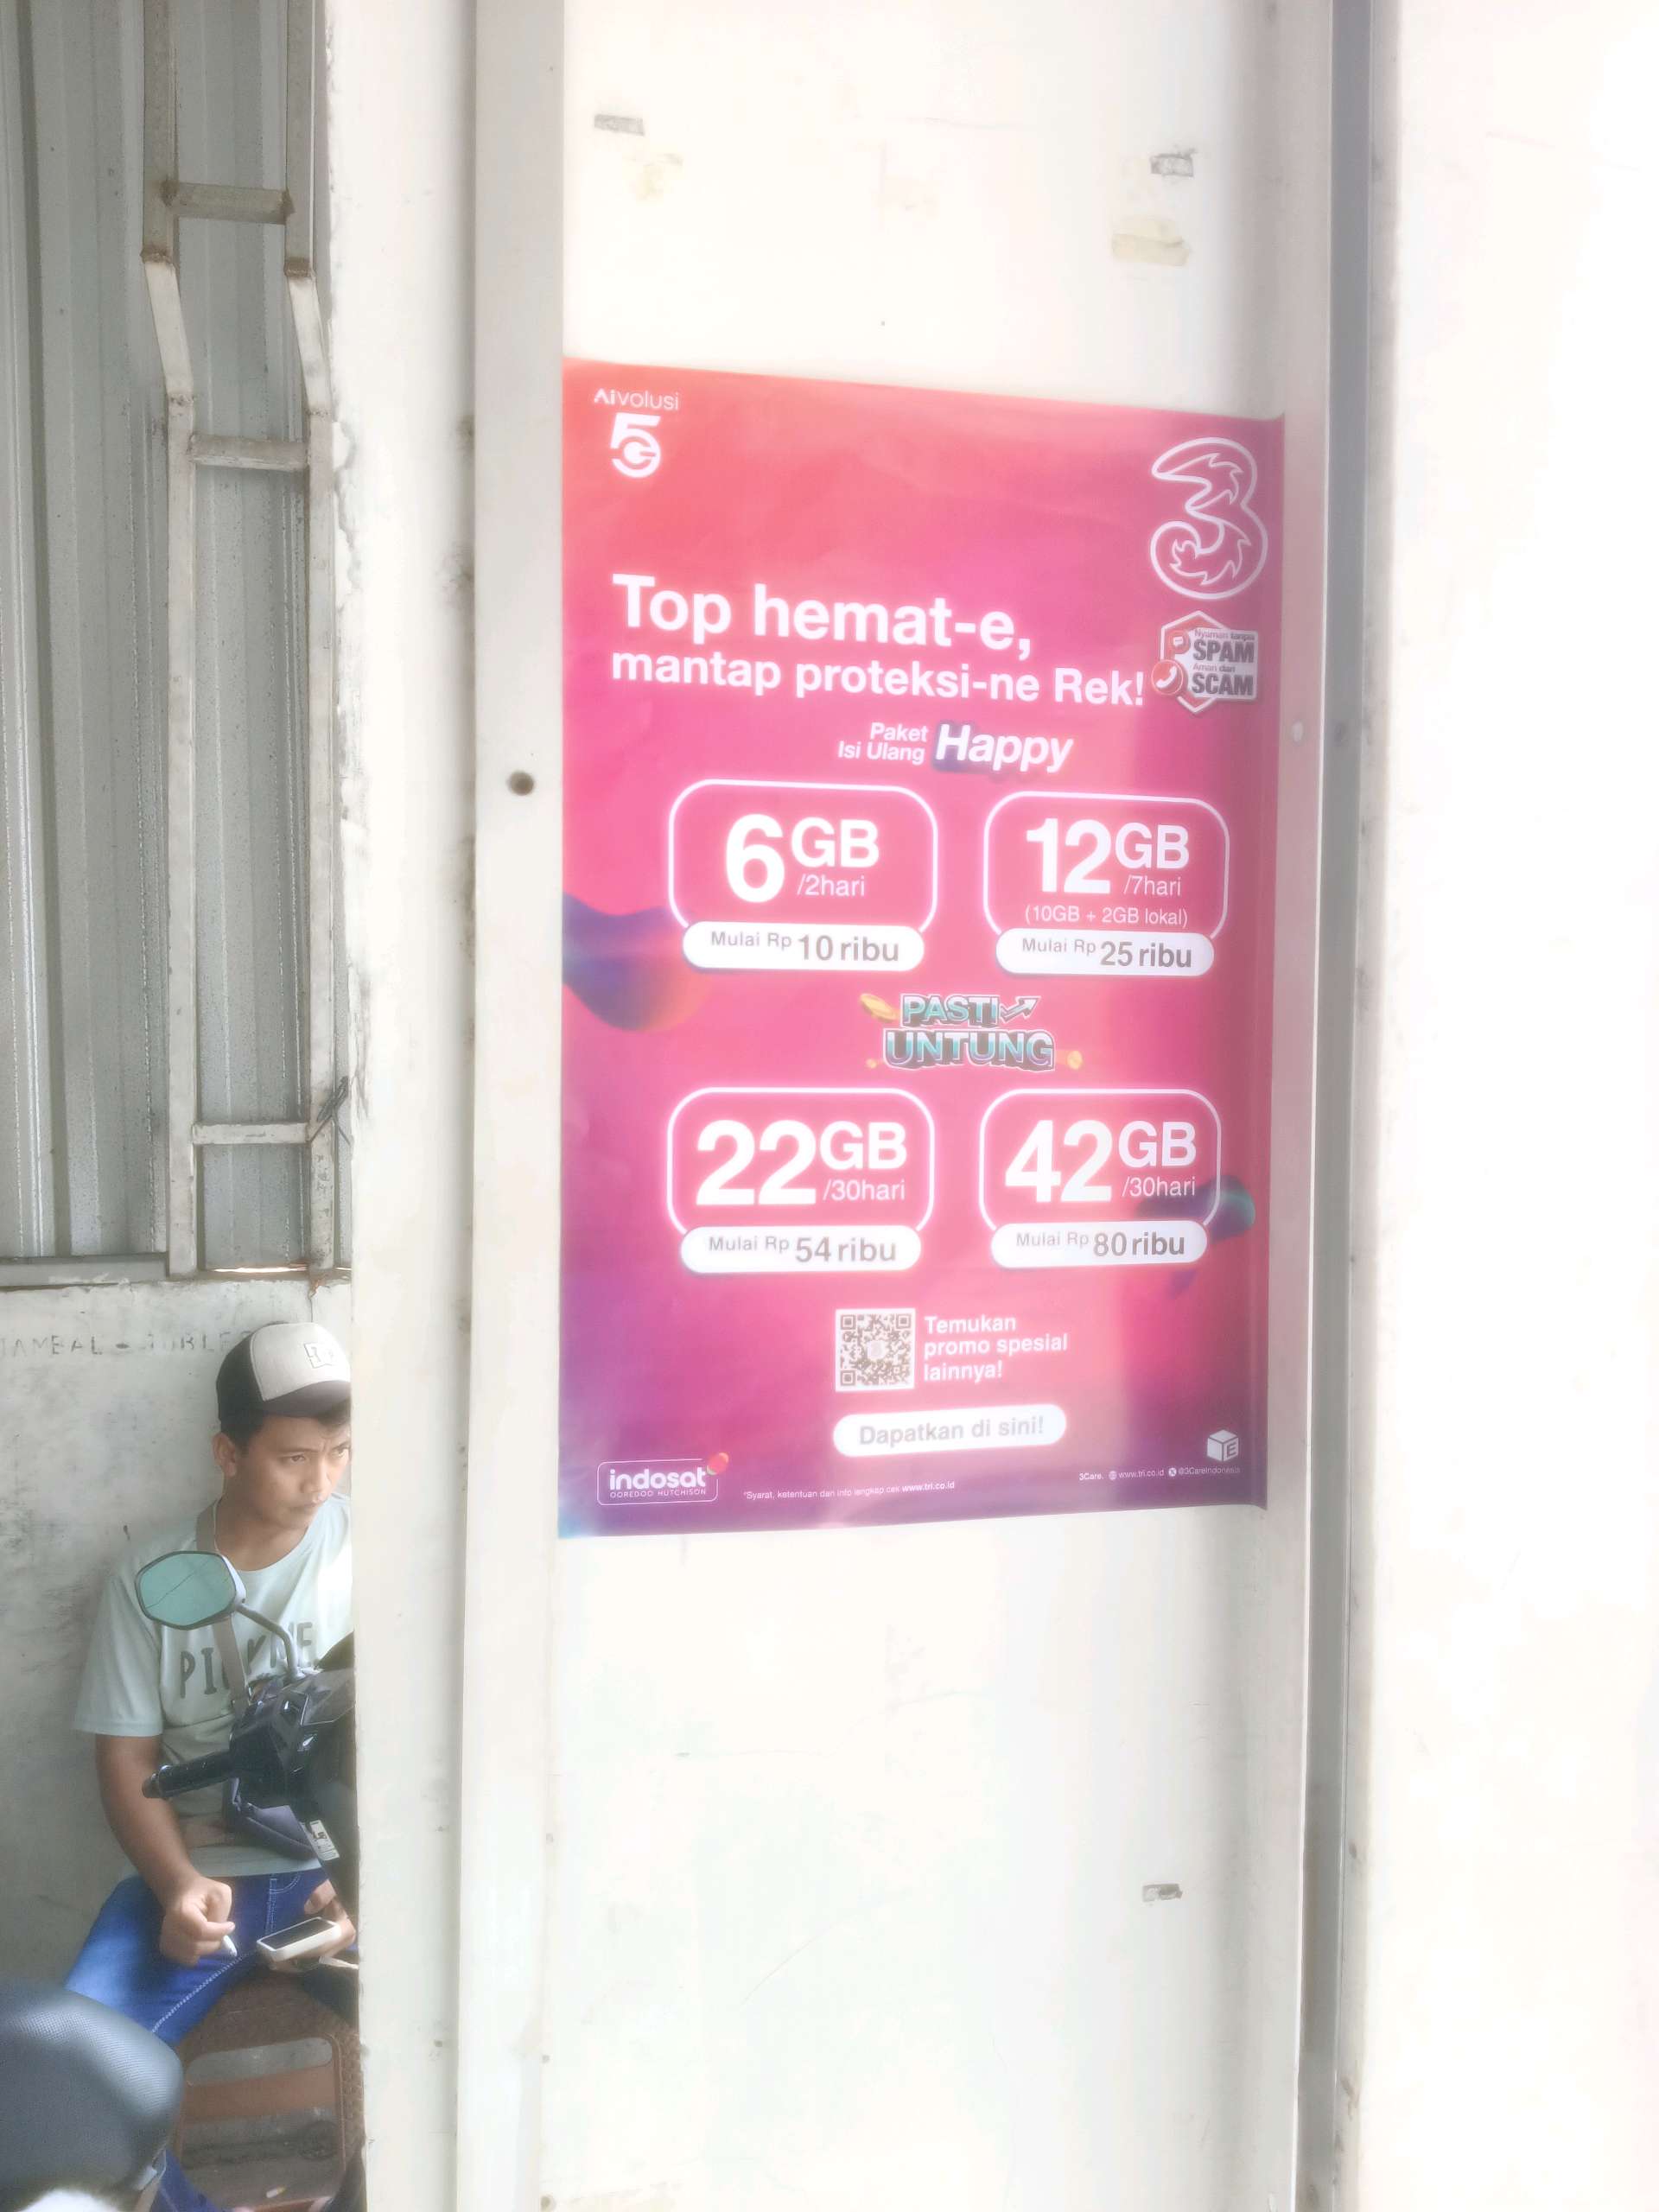 AIvolusi
5G
3
Top hemat-e,
mantap proteksi-ne Rek!
Nyaman tanpa
SPAM
Aman dari
SCAM
Paket
Isi Ulang
Happy
6GB
/2hari
Mulai Rp 10 ribu
12GB
/7hari
(10GB + 2GB lokal)
Mulai Rp 25 ribu
PASTI
UNTUNG
22GB
/30hari
Mulai Rp 54 ribu
42GB
/30hari
Mulai Rp 80 ribu
Temukan
promo spesial
lainnya!
Dapatkan di sini!
indosat
OOREDOO HUTCHISON
*Syarat, ketentuan dan info lengkap cek www.tri.co.id
3Care. www.tri.co.id @3CareIndonesia
E
TAMBAL -